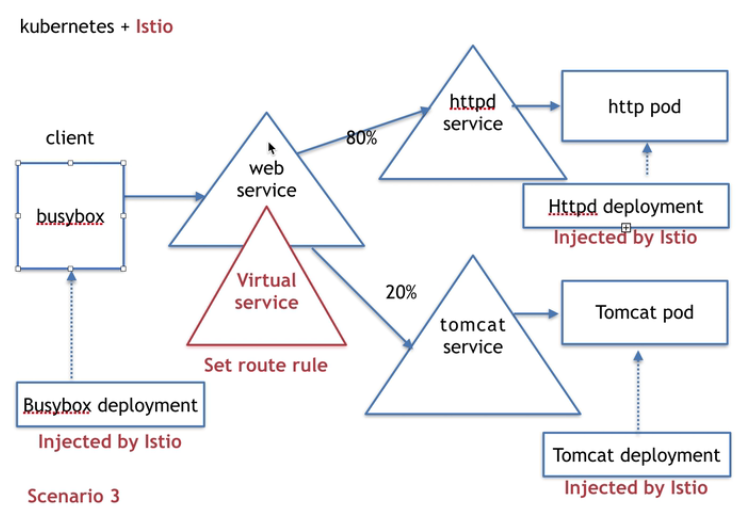 kubernetes + Istio
client
busybox
web
service
80%
httpd
service
http pod
Httpd deployment
Injected by Istio
Virtual
service
Set route rule
20%
tomcat
service
Tomcat pod
Busybox deployment
Injected by Istio
Tomcat deployment
Injected by Istio
Scenario 3